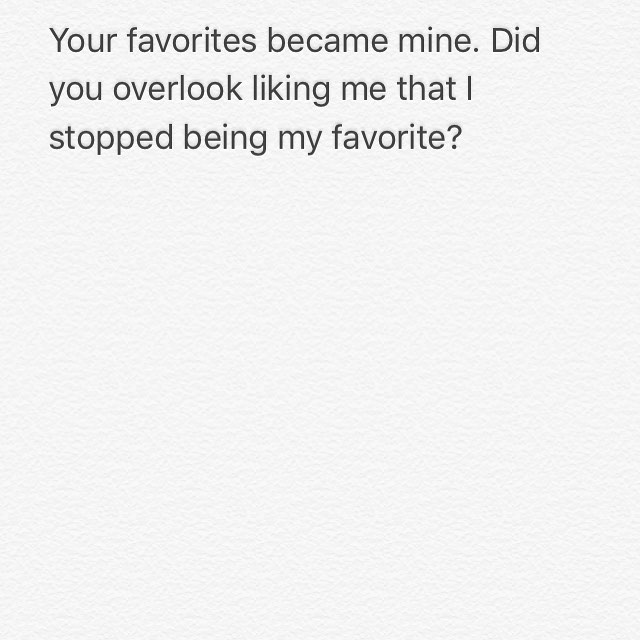 Your favorites became mine. Did
you overlook liking me that I
stopped being my favorite?